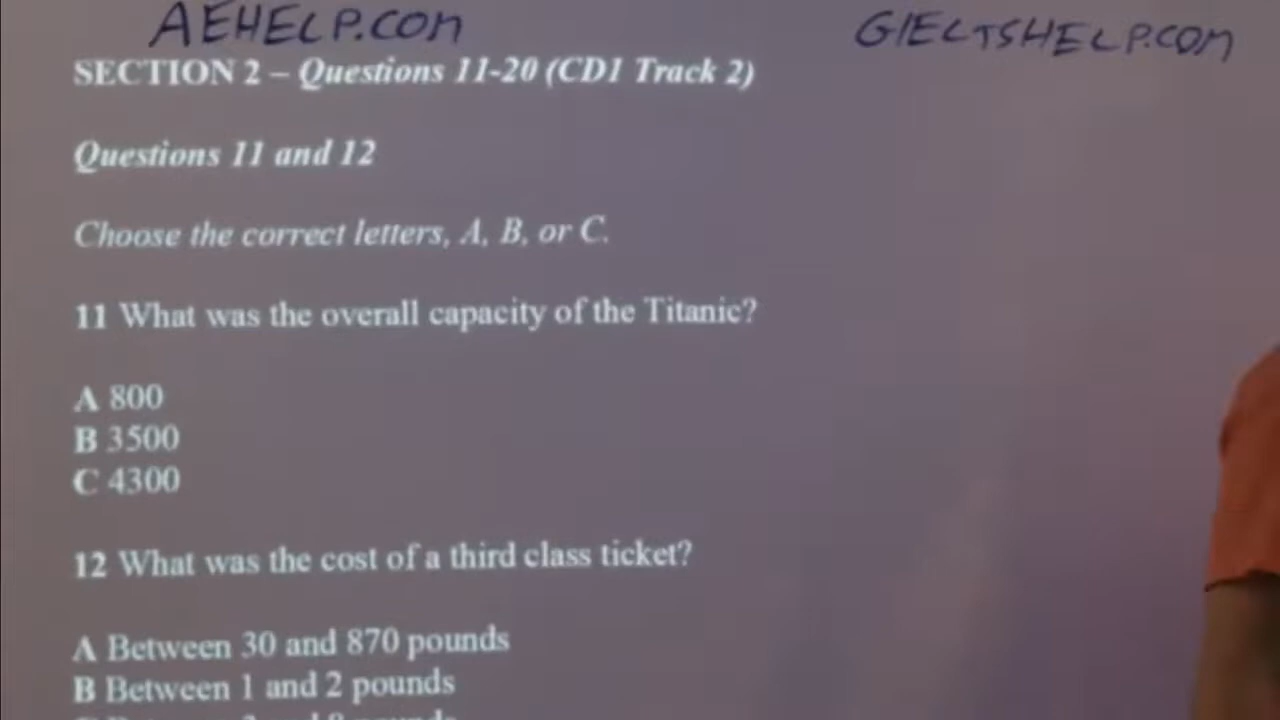 AEHELP.COM
GIELTSHELP.COM
SECTION 2 – Questions 11-20 (CD1 Track 2)
Questions 11 and 12
Choose the correct letters, A, B, or C.
11 What was the overall capacity of the Titanic?
A 800
B 3500
C 4300
12 What was the cost of a third class ticket?
A Between 30 and 870 pounds
B Between 1 and 2 pounds